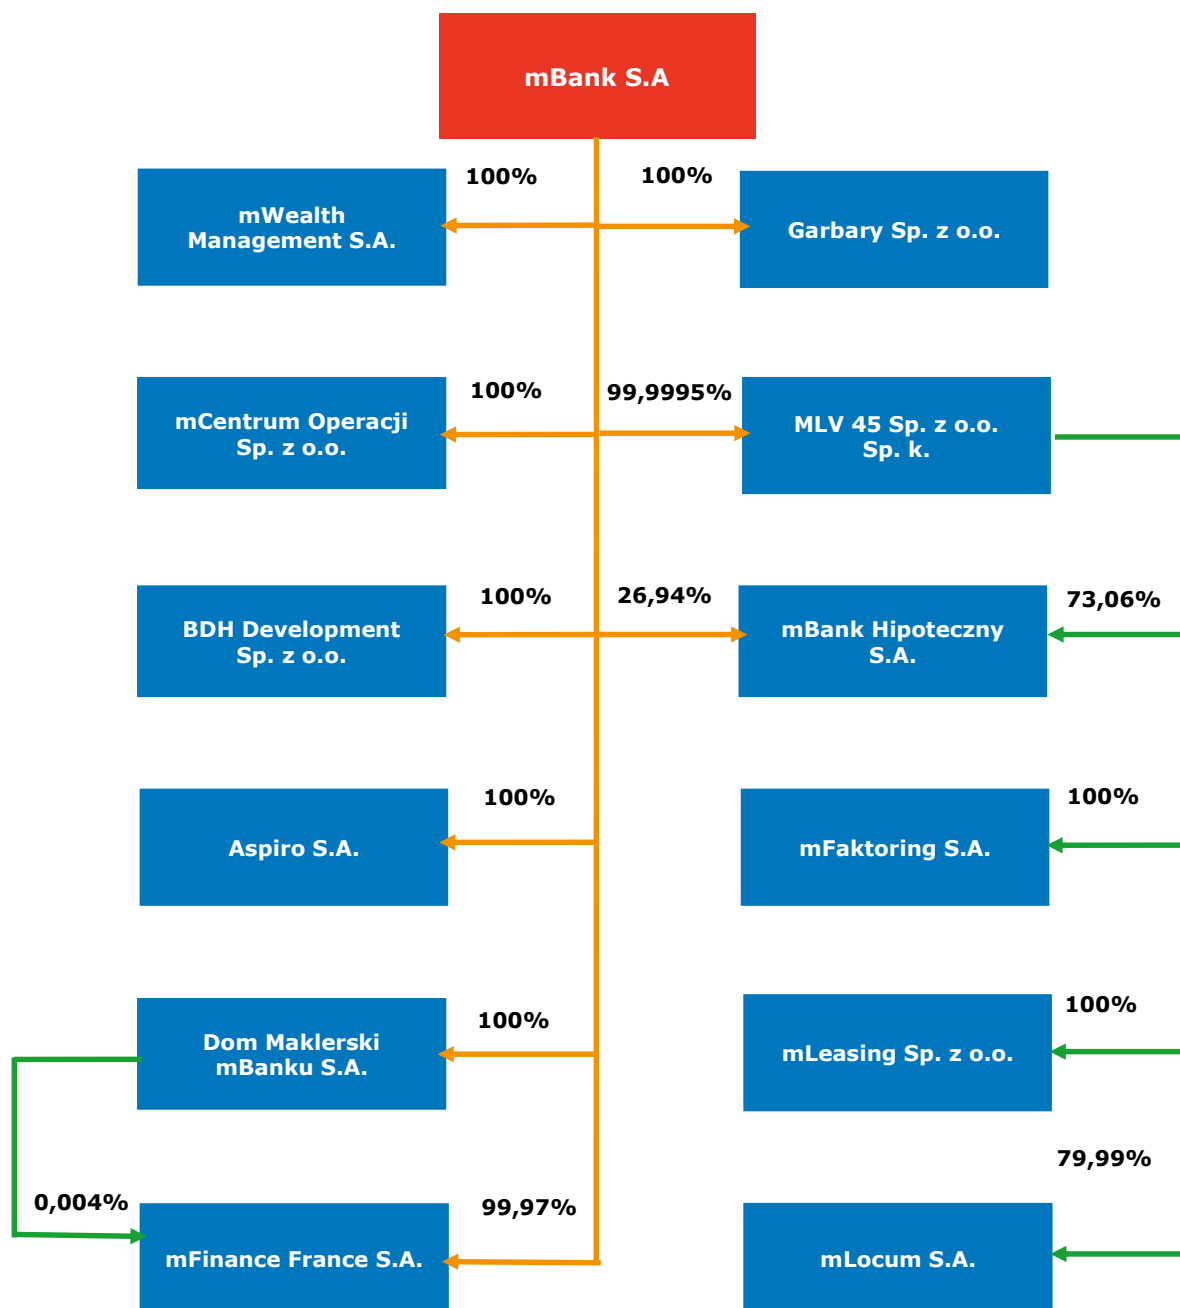 mBank S.A
100%
100%
mWealth
Management S.A.
Garbary Sp. z o.o.
100%
99,9995%
mCentrum Operacji
Sp. z o.o.
MLV 45 Sp. z o.o.
Sp. k.
100%
26,94%
73,06%
BDH Development
Sp. z o.o.
mBank Hipoteczny
S.A.
100%
100%
Aspiro S.A.
mFaktoring S.A.
100%
100%
Dom Maklerski
mBanku S.A.
mLeasing Sp. z o.o.
79,99%
0,004%
99,97%
mFinance France S.A.
mLocum S.A.